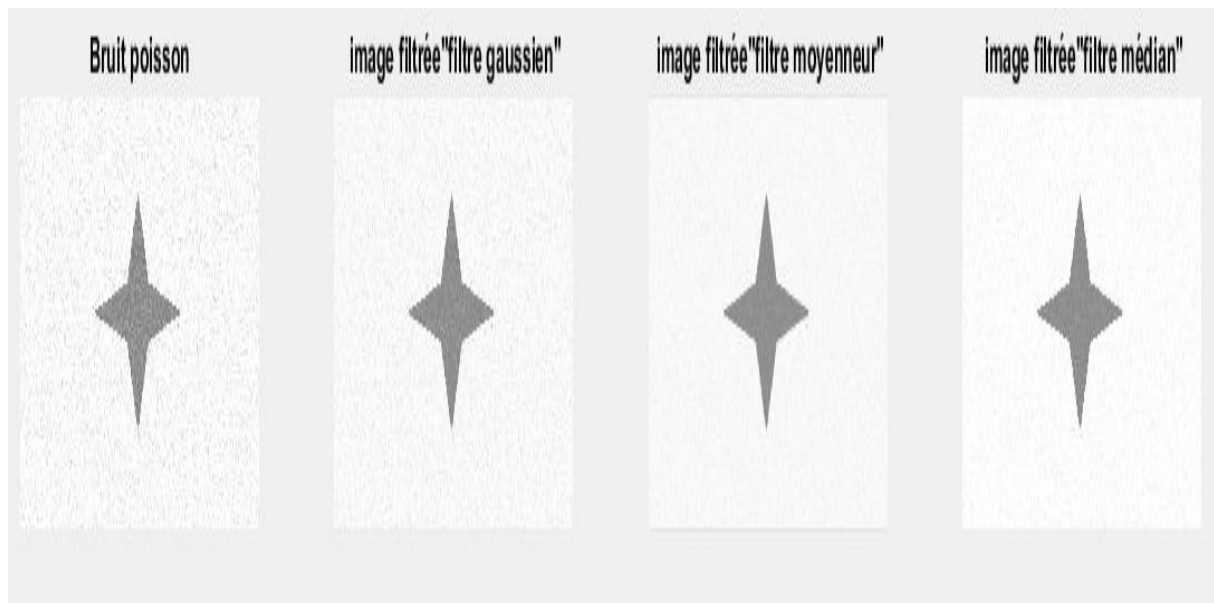 Bruit poisson
image filtrée"filtre gaussien"
image filtrée"filtre moyenneur"
image filtrée"filtre médian"